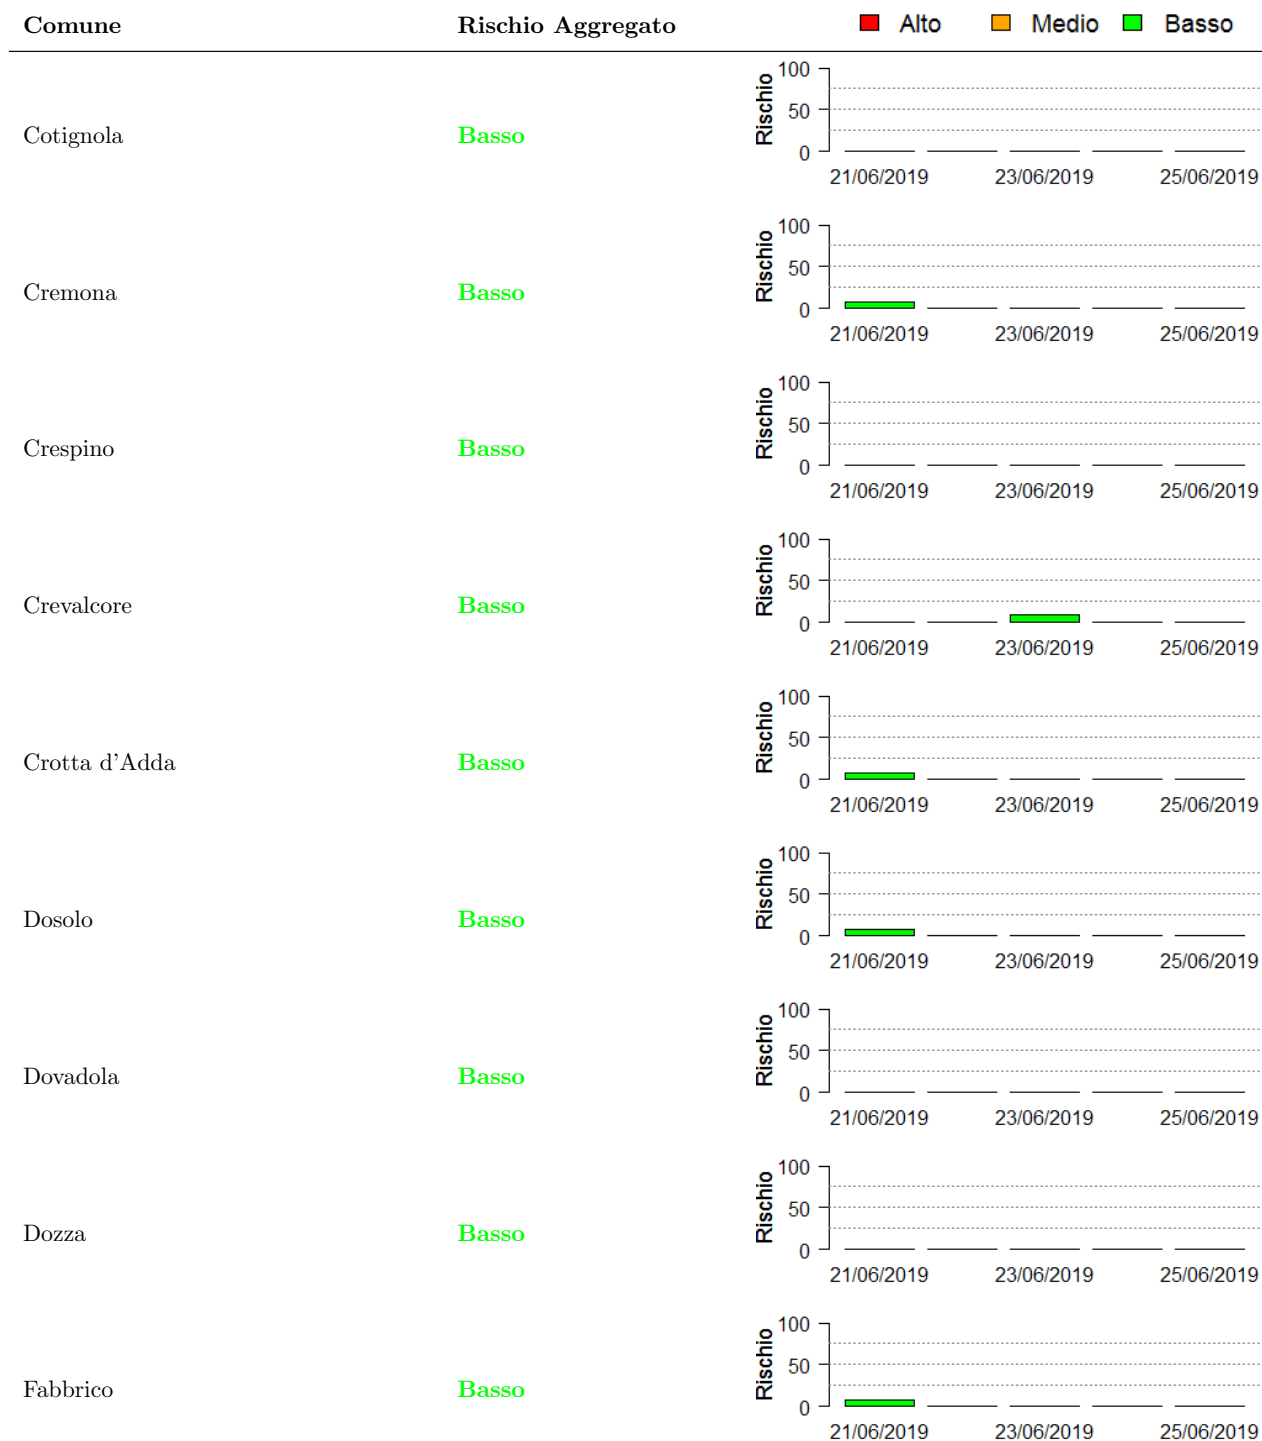 Comune Rischio Aggregato Alto Medio Basso
Cotignola Basso
Rischio
100
50
0
21/06/2019 23/06/2019 25/06/2019
Cremona Basso
Rischio
100
50
0
21/06/2019 23/06/2019 25/06/2019
Crespino Basso
Rischio
100
50
0
21/06/2019 23/06/2019 25/06/2019
Crevalcore Basso
Rischio
100
50
0
21/06/2019 23/06/2019 25/06/2019
Crotta d'Adda Basso
Rischio
100
50
0
21/06/2019 23/06/2019 25/06/2019
Dosolo Basso
Rischio
100
50
0
21/06/2019 23/06/2019 25/06/2019
Dovadola Basso
Rischio
100
50
0
21/06/2019 23/06/2019 25/06/2019
Dozza Basso
Rischio
100
50
0
21/06/2019 23/06/2019 25/06/2019
Fabbrico Basso
Rischio
100
50
0
21/06/2019 23/06/2019 25/06/2019